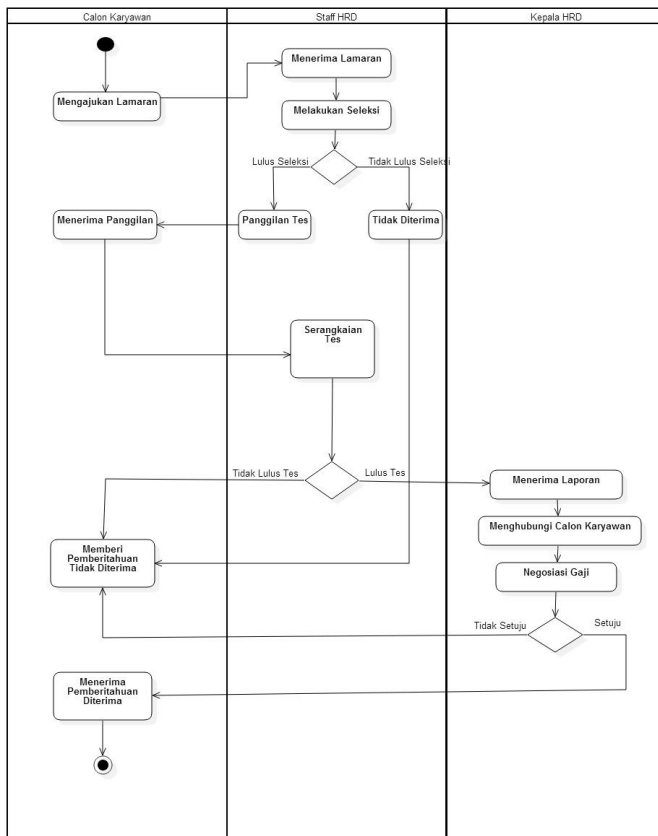 Calon Karyawan
Staff HRD
Kepala HRD
Menerima Lamaran
Mengajukan Lamaran
Melakukan Seleksi
Lulus Seleksi
Tidak Lulus Seleksi
Menerima Panggilan
Panggilan Tes
Tidak Diterima
Serangkaian
Tes
Tidak Lulus Tes
Lulus Tes
Menerima Laporan
Menghubungi Calon Karyawan
Memberi
Pemberitahuan
Tidak Diterima
Negosiasi Gaji
Tidak Setuju
Setuju
Menerima
Pemberitahuan
Diterima